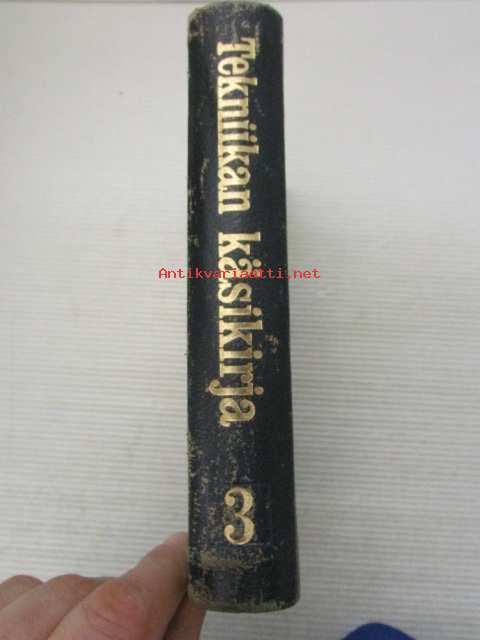 Tekniikan käsikirja
3
Antikvariaatti.net